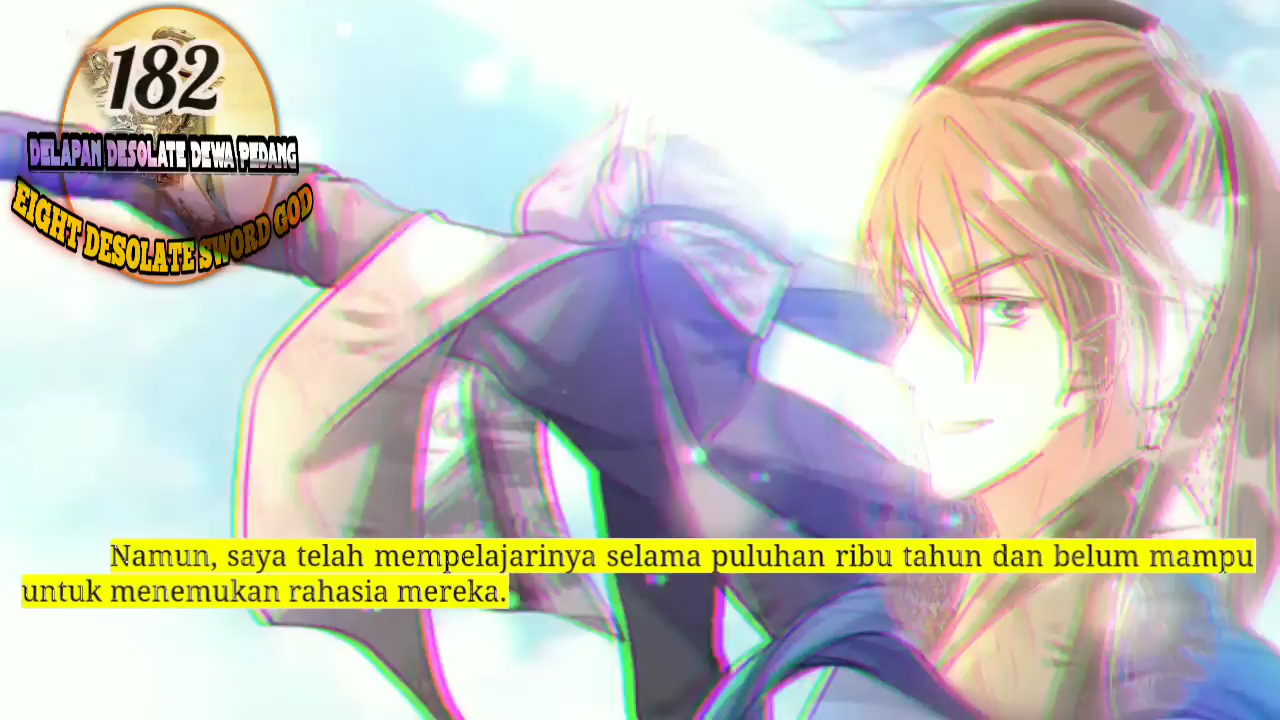 182
DELAPAN DESOLATE DEWA PEDANG
EIGHT DESOLATE SWORD GOD
Namun, saya telah mempelajarinya selama puluhan ribu tahun dan belum mampu
untuk menemukan rahasia mereka.